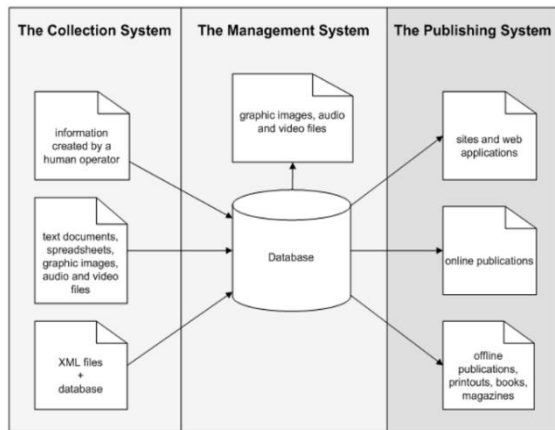 The Collection System
The Management System
The Publishing System
information
created by a
human operator
text documents,
spreadsheets,
graphic images,
audio and video
files
XML files
+
database
graphic images, audio
and video files
Database
sites and web
applications
online publications
offline
publications,
printouts, books,
magazines